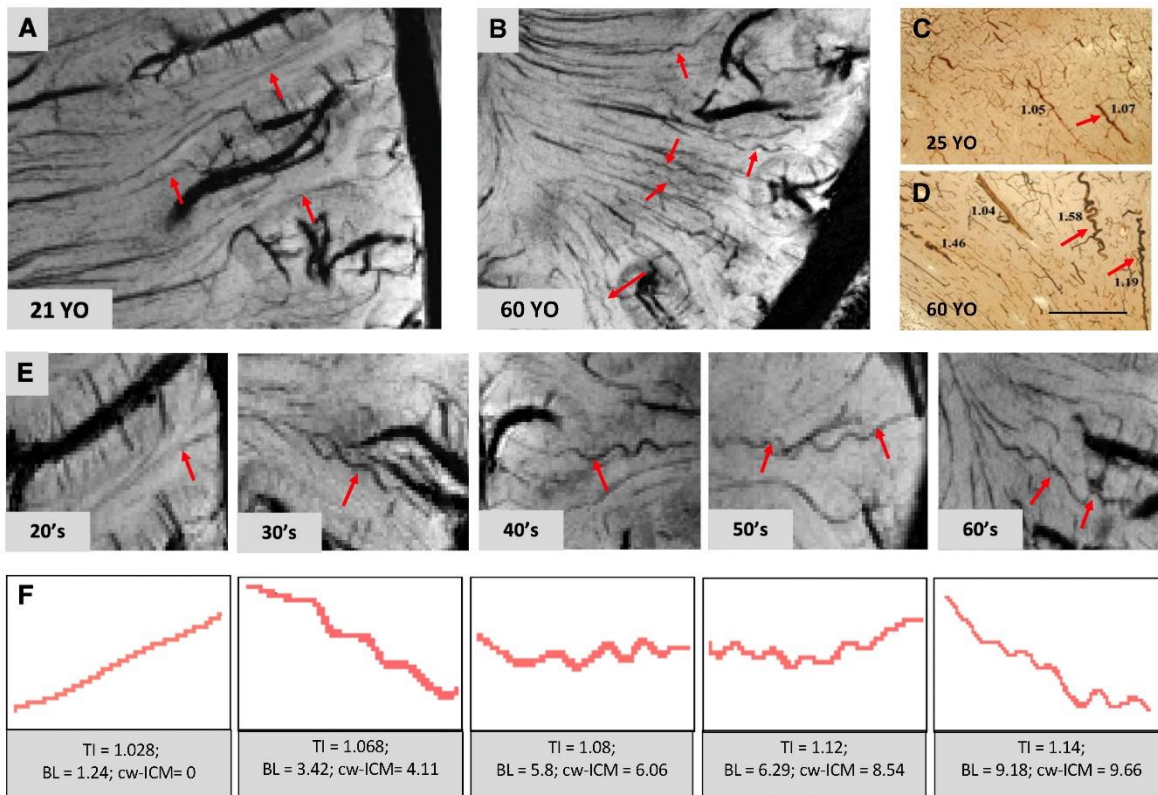 A
21 YO
B
60 YO
C
1.05
1.07
25 YO
D
1.04
1.58
1.46
1.19
60 YO
E
20's
30's
40's
50's
60's
F
TI = 1.028;
BL = 1.24; cw-ICM= 0
TI = 1.068;
BL = 3.42; cw-ICM= 4.11
TI = 1.08;
BL = 5.8; cw-ICM = 6.06
TI = 1.12;
BL = 6.29; cw-ICM = 8.54
TI = 1.14;
BL = 9.18; cw-ICM = 9.66